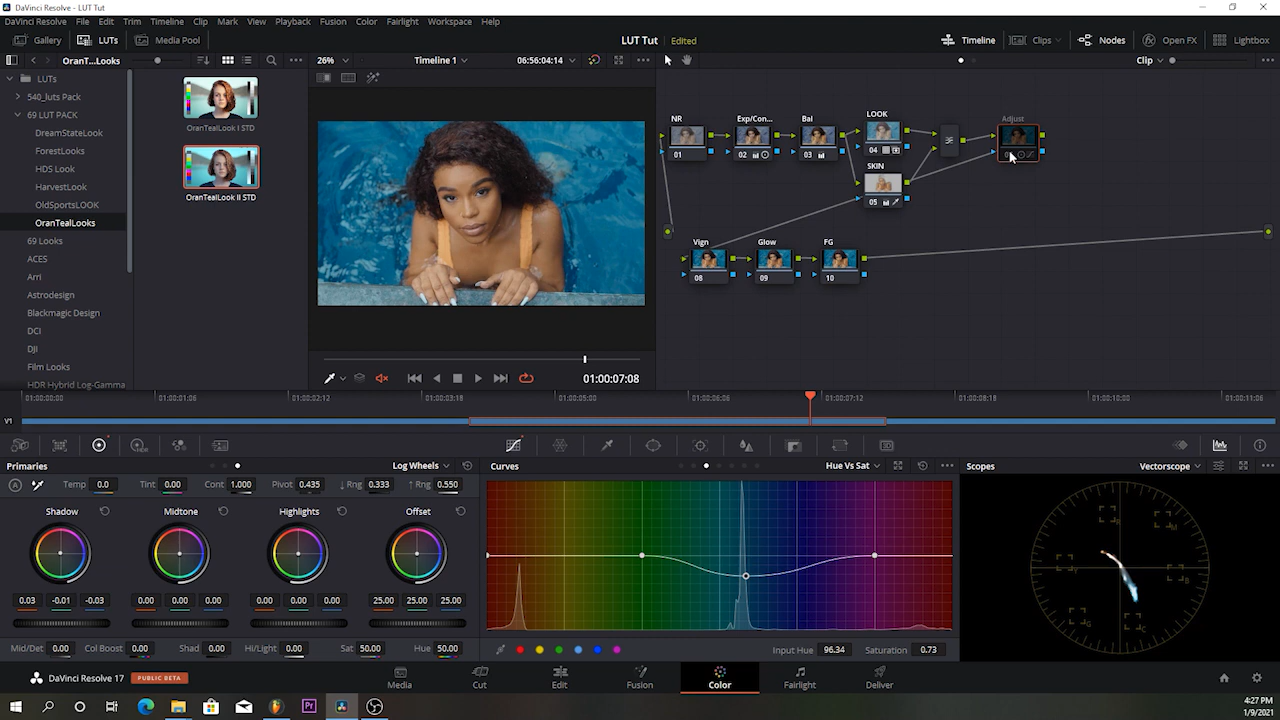 DaVinci Resolve - LUT Tut
DaVinci Resolve File Edit Trim Timeline Clip Mark View Playback Fusion Color Fairlight Workspace Help
Gallery LUTs Media Pool LUT Tut Edited Timeline Clips Nodes Open FX Lightbox
OranT...Looks 26% Timeline 1 06:56:04:14 Clip
LUTs
540_luts Pack
69 LUT PACK
DreamStateLook
ForestLooks
HDS Look
HarvestLook
OldSportsLOOK
OranTealLooks
69 Looks
ACES
Arri
Astrodesign
Blackmagic Design
DCI
DJI
Film Looks
HDR Hybrid Log-Gamma
OranTealLook I STD
OranTealLook II STD
NR Exp/Con... Bal LOOK Adjust
01 02 03 04
SKIN
05
Vign Glow FG
08 09 10
01:00:07:08
01:00:00:00 01:00:01:06 01:00:02:12 01:00:03:18 01:00:05:00 01:00:06:06 01:00:07:12 01:00:08:18 01:00:10:00 01:00:11:06
V1
Primaries Log Wheels Curves Hue Vs Sat Scopes Vectorscope
Temp 0.0 Tint 0.00 Cont 1.000 Pivot 0.435 ↓ Rng 0.333 ↑ Rng 0.550
Shadow Midtone Highlights Offset
0.03 -0.01 -0.03 0.00 0.00 0.00 0.00 0.00 0.00 25.00 25.00 25.00
Mid/Det 0.00 Col Boost 0.00 Shad 0.00 Hi/Light 0.00 Sat 50.00 Hue 50.00 Input Hue 96.34 Saturation 0.73
R M B C G Y
DaVinci Resolve 17 PUBLIC BETA Media Cut Edit Fusion Color Fairlight Deliver
Pr
4:27 PM
1/9/2021